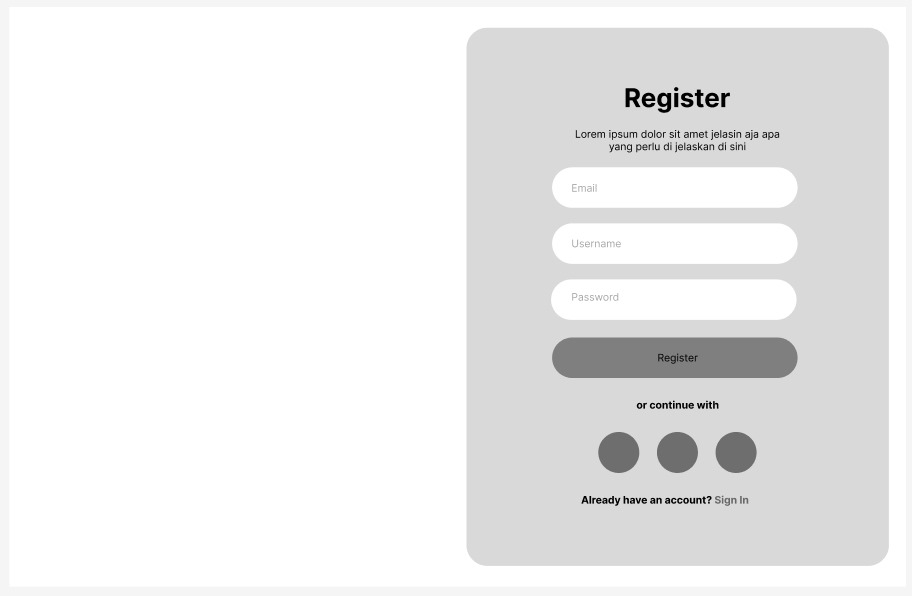 Register
Lorem ipsum dolor sit amet jelasin aja apa
yang perlu di jelaskan di sini
Email
Username
Password
Register
or continue with
Already have an account? Sign In